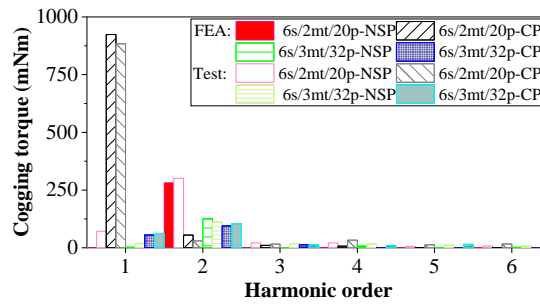 1000
750
500
250
0
Cogging torque (mNm)
FEA: 6s/2mt/20p-NSP 6s/2mt/20p-CP
6s/3mt/32p-NSP 6s/3mt/32p-CP
Test: 6s/2mt/20p-NSP 6s/2mt/20p-CP
6s/3mt/32p-NSP 6s/3mt/32p-CP
1 2 3 4 5 6
Harmonic order